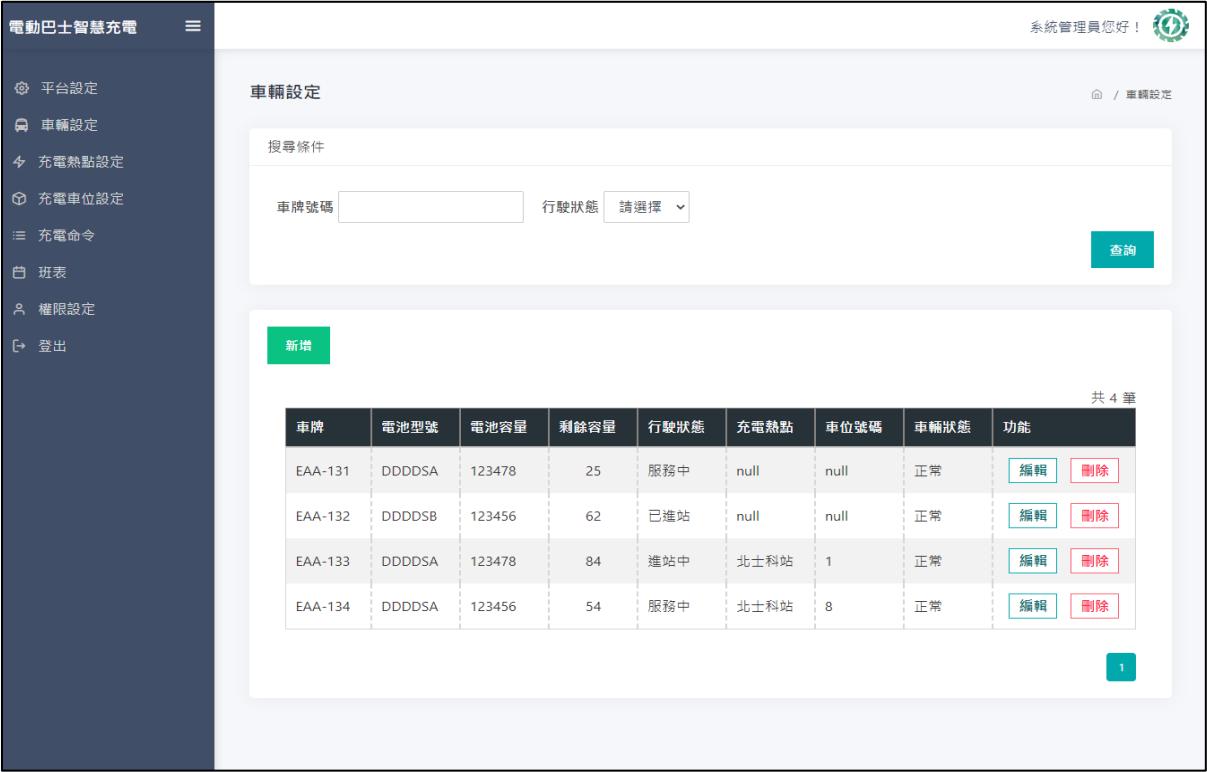 電動巴士智慧充電
系統管理員您好！
平台設定
車輛設定
充電熱點設定
充電車位設定
充電命令
班表
權限設定
登出
車輛設定
/ 車輛設定
搜尋條件
車牌號碼 行駛狀態 請選擇
查詢
新增
共 4 筆
車牌 電池型號 電池容量 剩餘容量 行駛狀態 充電熱點 車位號碼 車輛狀態 功能
EAA-131 DDDDSA 123478 25 服務中 null null 正常 編輯 刪除
EAA-132 DDDDSB 123456 62 已進站 null null 正常 編輯 刪除
EAA-133 DDDDSA 123478 84 進站中 北士科站 1 正常 編輯 刪除
EAA-134 DDDDSA 123456 54 服務中 北士科站 8 正常 編輯 刪除
1